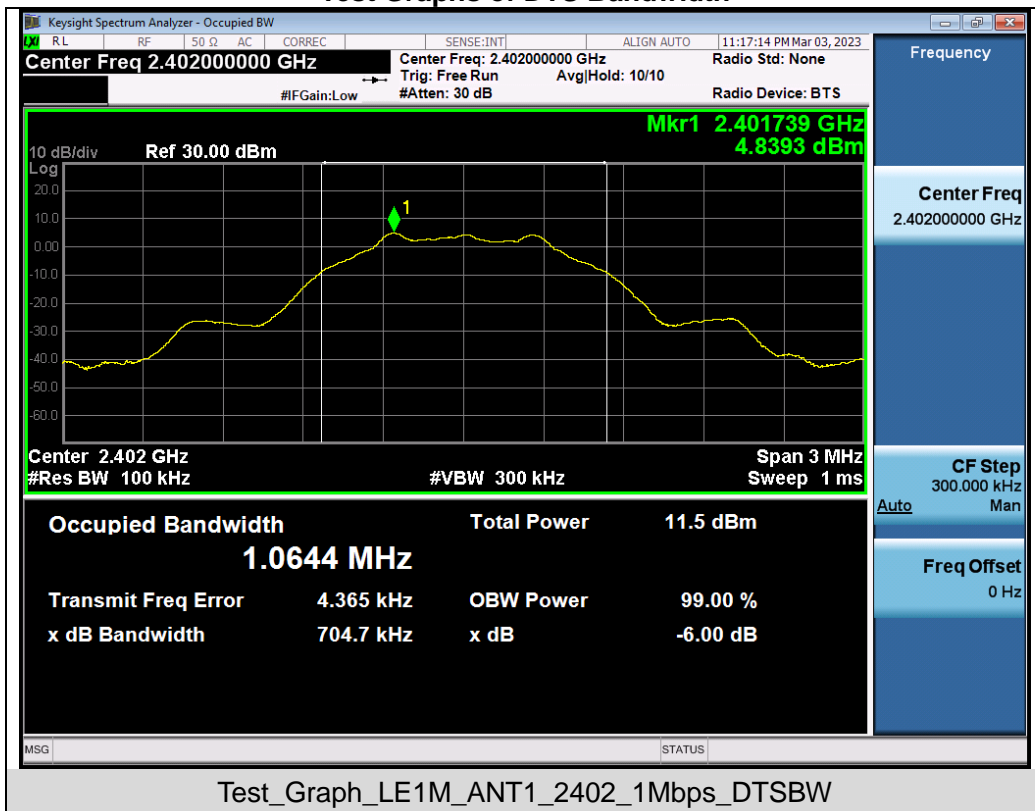 Test Graphs of DTS Bandwidth
Keysight Spectrum Analyzer - Occupied BW
LXI RL RF 50 Ω AC CORREC SENSE:INT ALIGN AUTO 11:17:14 PM Mar 03, 2023
Center Freq 2.402000000 GHz
Center Freq: 2.402000000 GHz
Radio Std: None
Trig: Free Run Avg|Hold: 10/10
#IFGain:Low #Atten: 30 dB Radio Device: BTS
Mkr1 2.401739 GHz
4.8393 dBm
10 dB/div Ref 30.00 dBm
Log
20.0
10.0
0.00
-10.0
-20.0
-30.0
-40.0
-50.0
-60.0
1
Center 2.402 GHz Span 3 MHz
#Res BW 100 kHz #VBW 300 kHz Sweep 1 ms
Occupied Bandwidth Total Power 11.5 dBm
1.0644 MHz
Transmit Freq Error 4.365 kHz OBW Power 99.00 %
x dB Bandwidth 704.7 kHz x dB -6.00 dB
MSG STATUS
Frequency
Center Freq
2.402000000 GHz
CF Step
300.000 kHz
Auto Man
Freq Offset
0 Hz
Test_Graph_LE1M_ANT1_2402_1Mbps_DTSBW